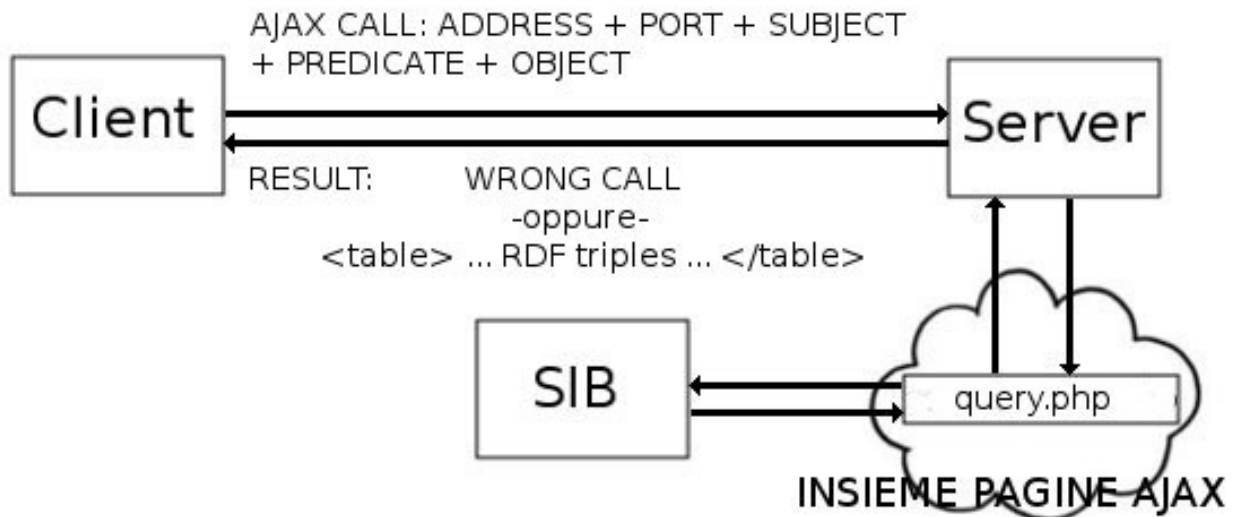 AJAX CALL: ADDRESS + PORT + SUBJECT
+ PREDICATE + OBJECT
Client
Server
RESULT: WRONG CALL
-oppure-
<table> ... RDF triples ... </table>
SIB
query.php
INSIEME PAGINE AJAX